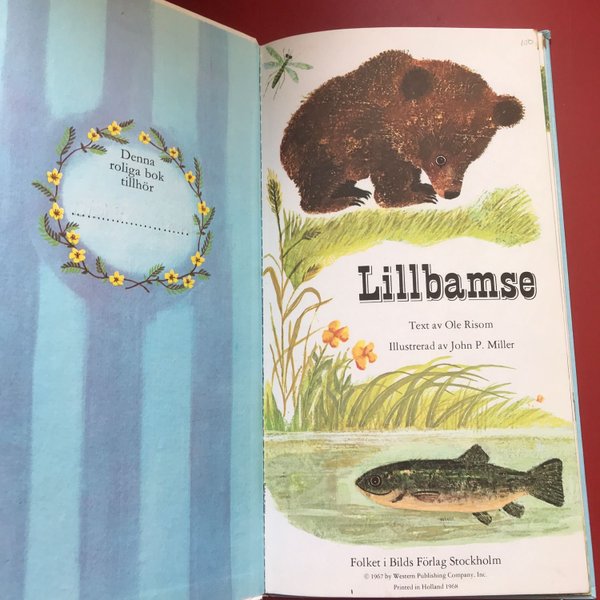 Denna
roliga bok
tillhör
Lillbamse
Text av Ole Risom
Illustrerad av John P. Miller
Folket i Bilds Förlag Stockholm
© 1967 by Western Publishing Company, Inc.
Printed in Holland 1968